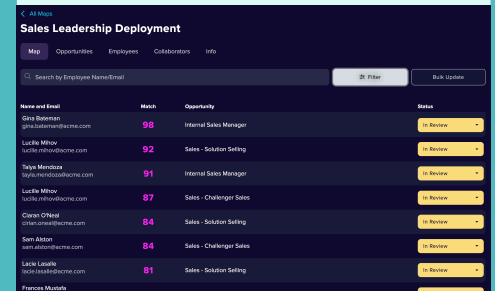 All Maps
Sales Leadership Deployment
Map Opportunities Employees Collaborators Info
Search by Employee Name/Email Filter Bulk Update
Name and Email Match Opportunity Status
Gina Bateman
gina.bateman@acme.com 98 Internal Sales Manager In Review
Lucille Mihov
lucille.mihov@acme.com 92 Sales - Solution Selling In Review
Talya Mendoza
tayla.mendoza@acme.com 91 Internal Sales Manager In Review
Lucille Mihov
lucille.mihov@acme.com 87 Sales - Challenger Sales In Review
Ciaran O'Neal
cirian.oneal@acme.com 84 Sales - Solution Selling In Review
Sam Alston
sam.alston@acme.com 84 Sales - Challenger Sales In Review
Lacie Lasalle
lacie.lasalle@acme.com 81 Sales - Solution Selling In Review
Frances Mustafa